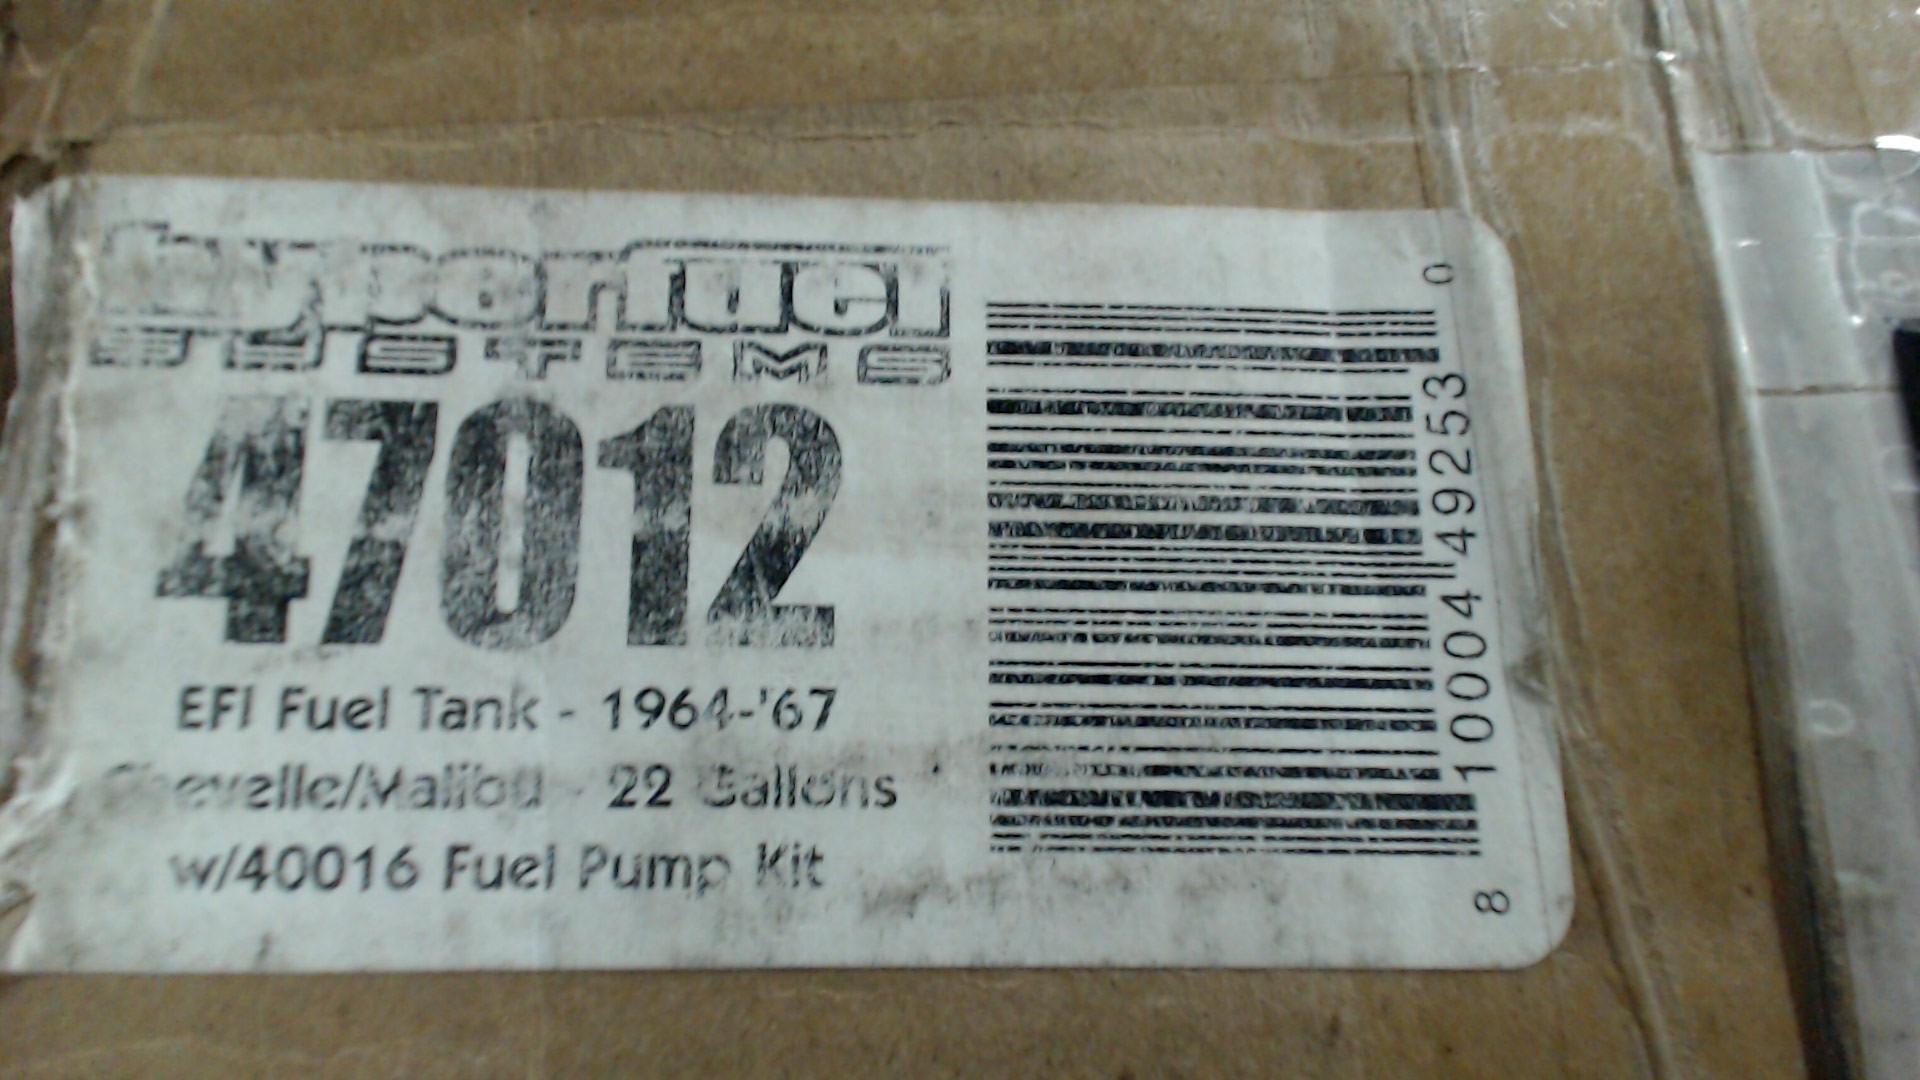 hyperfuel
SYSTEMS
47012
EFI Fuel Tank - 1964-'67
Chevelle/Malibu - 22 Gallons
w/40016 Fuel Pump Kit
8 10004 49253 0